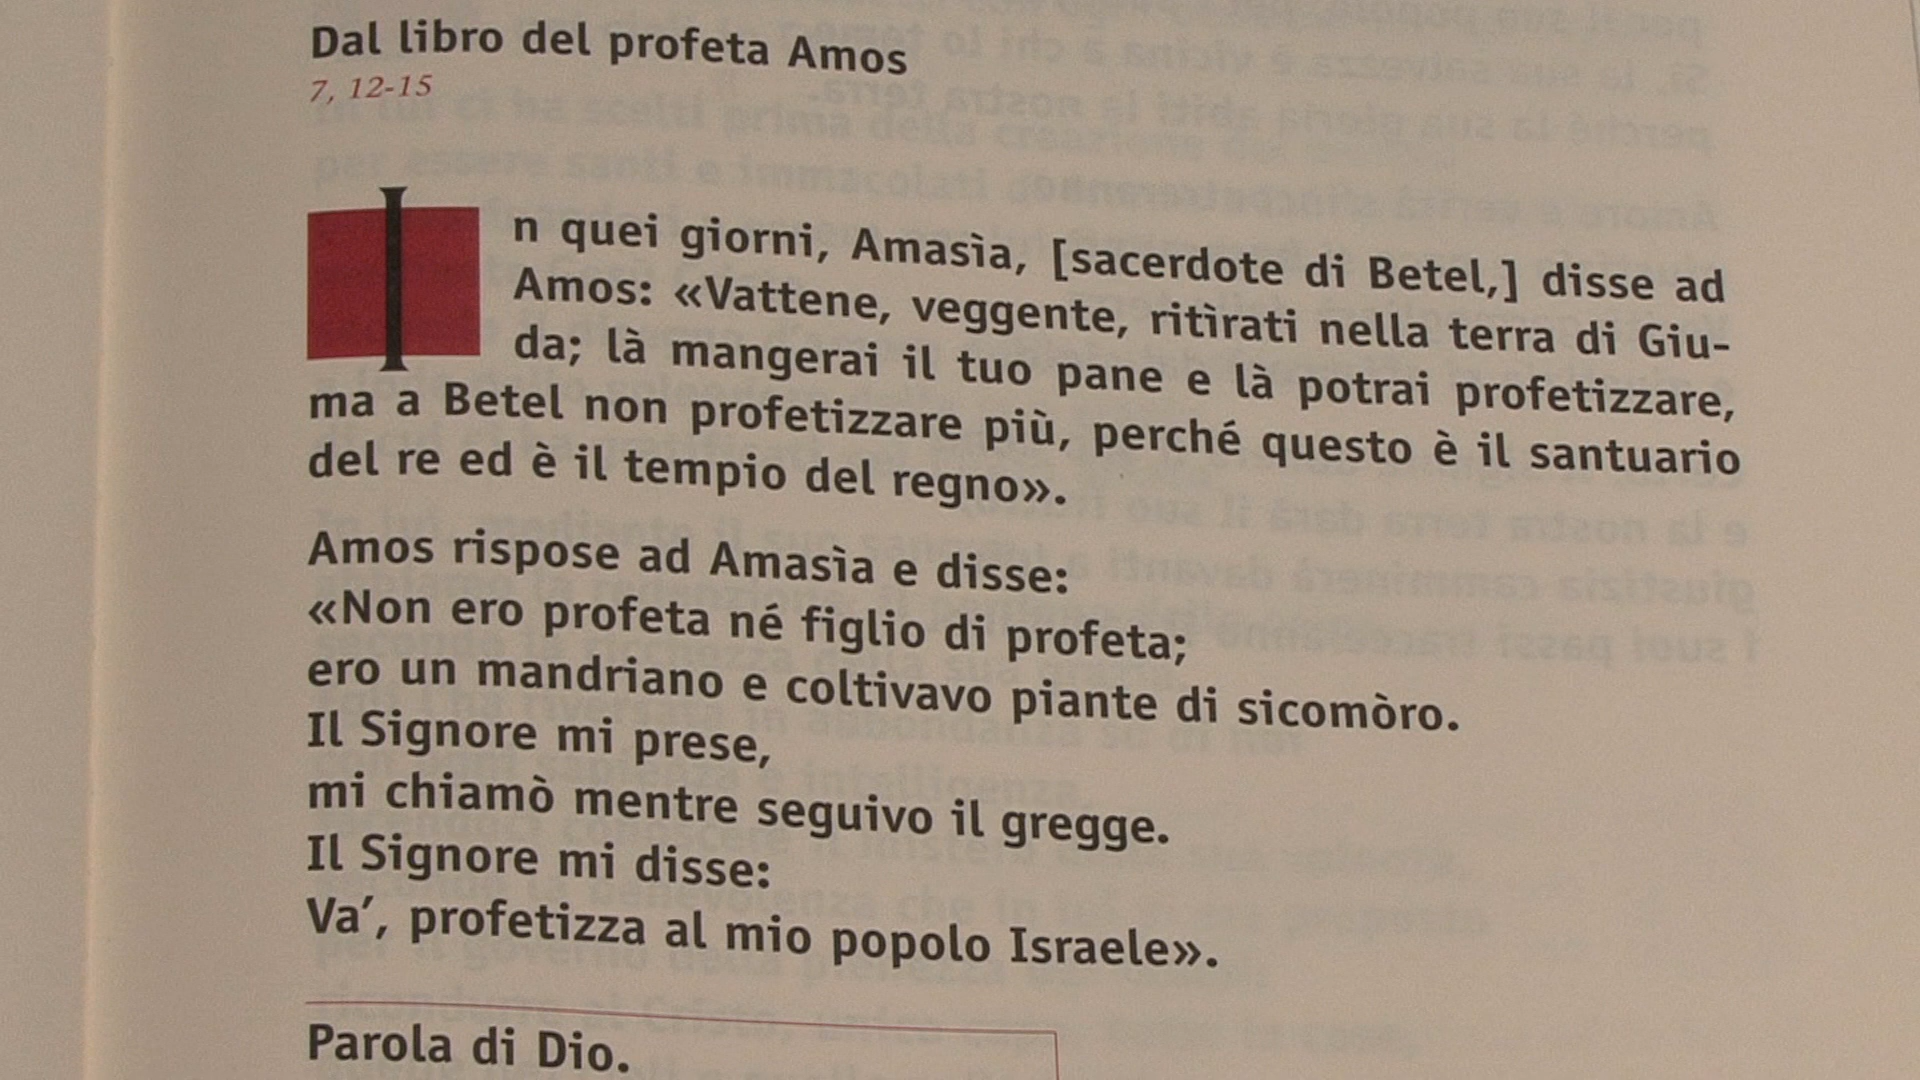 Dal libro del profeta Amos
7, 12-15
In quei giorni, Amasìa, [sacerdote di Betel,] disse ad
Amos: «Vattene, veggente, ritìrati nella terra di Giu-
da; là mangerai il tuo pane e là potrai profetizzare,
ma a Betel non profetizzare più, perché questo è il santuario
del re ed è il tempio del regno».
Amos rispose ad Amasìa e disse:
«Non ero profeta né figlio di profeta;
ero un mandriano e coltivavo piante di sicomòro.
Il Signore mi prese,
mi chiamò mentre seguivo il gregge.
Il Signore mi disse:
Va’, profetizza al mio popolo Israele».
Parola di Dio.